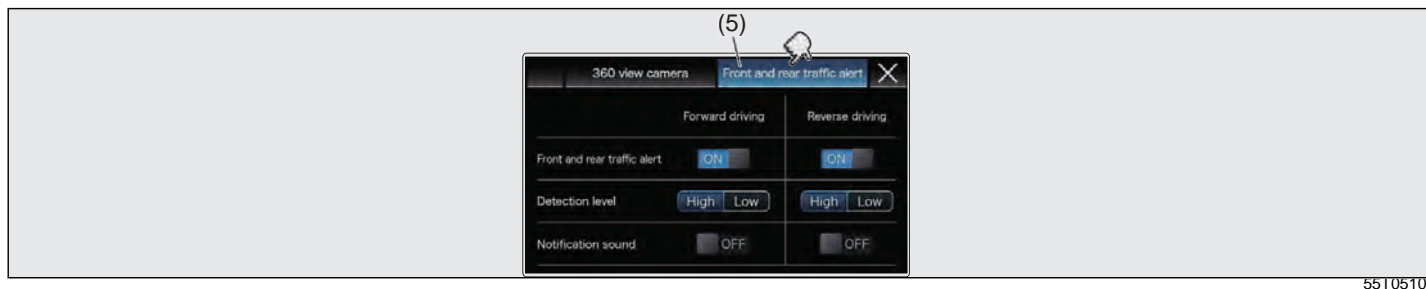 (5)
360 view camera Front and rear traffic alert
Forward driving Reverse driving
Front and rear traffic alert ON ON
Detection level High Low High Low
Notification sound OFF OFF
55T0510